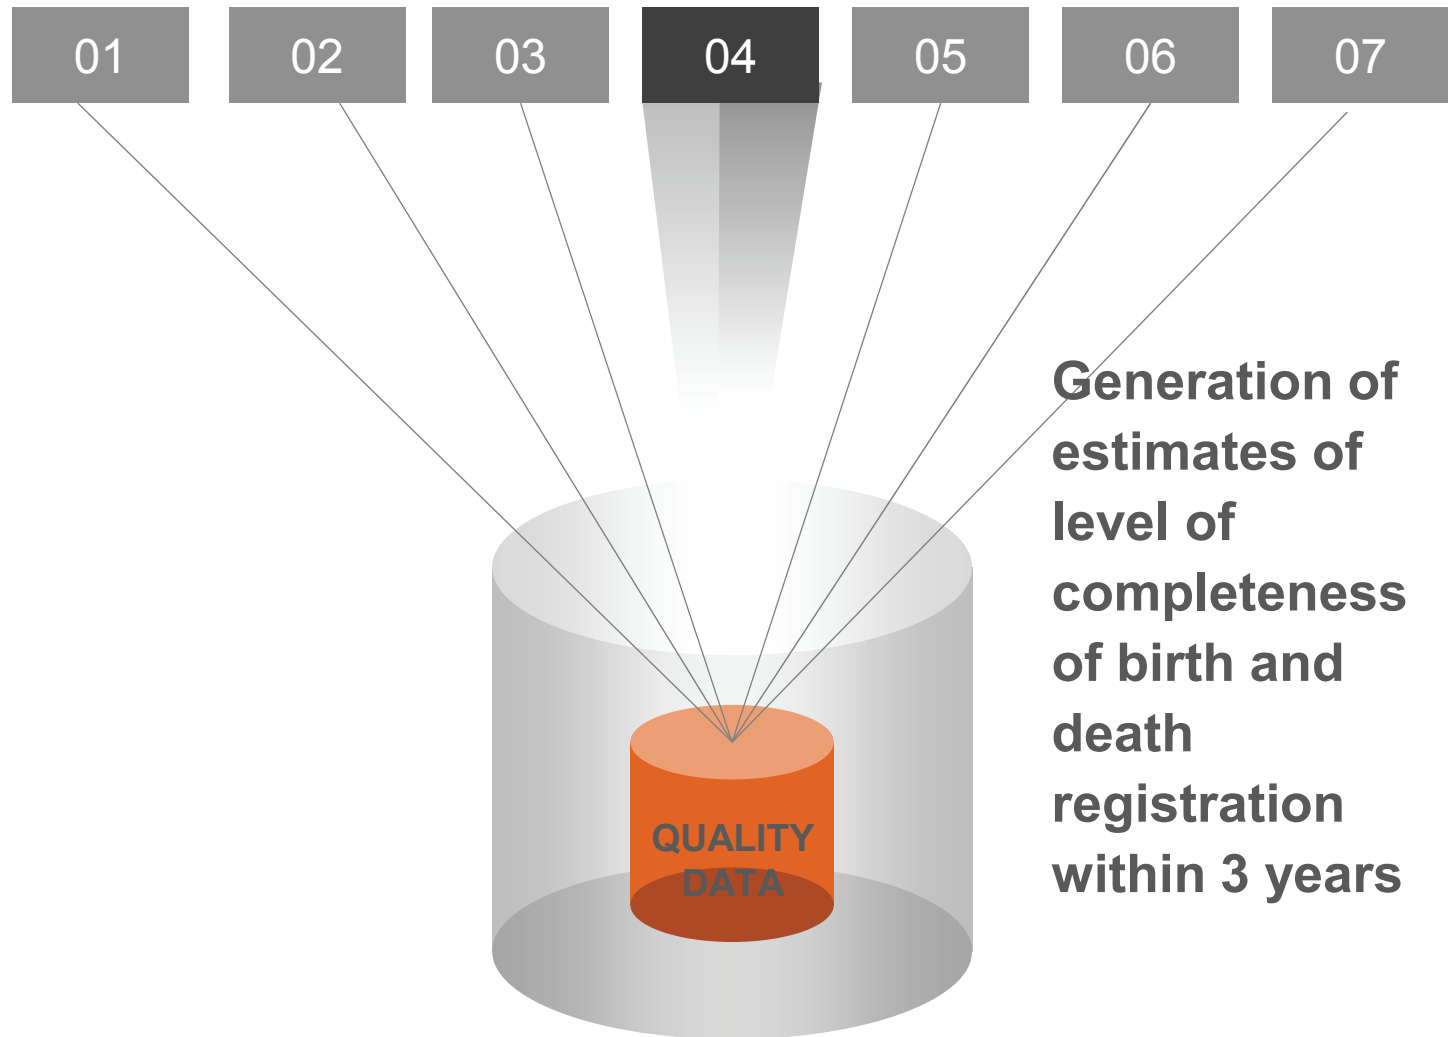 01 02 03 04 05 06 07
Generation of
estimates of
level of
completeness
of birth and
death
registration
within 3 years
QUALITY
DATA